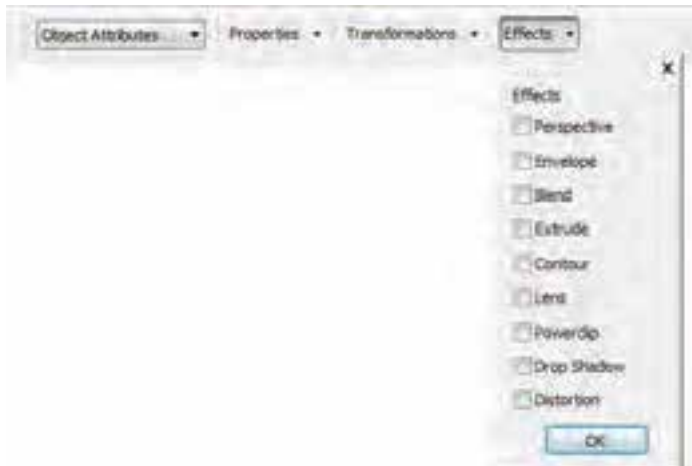 Object Attributes Properties Transformations Effects
x
Effects
Perspective
Envelope
Blend
Extrude
Contour
Lens
Powerclip
Drop Shadow
Distortion
OK